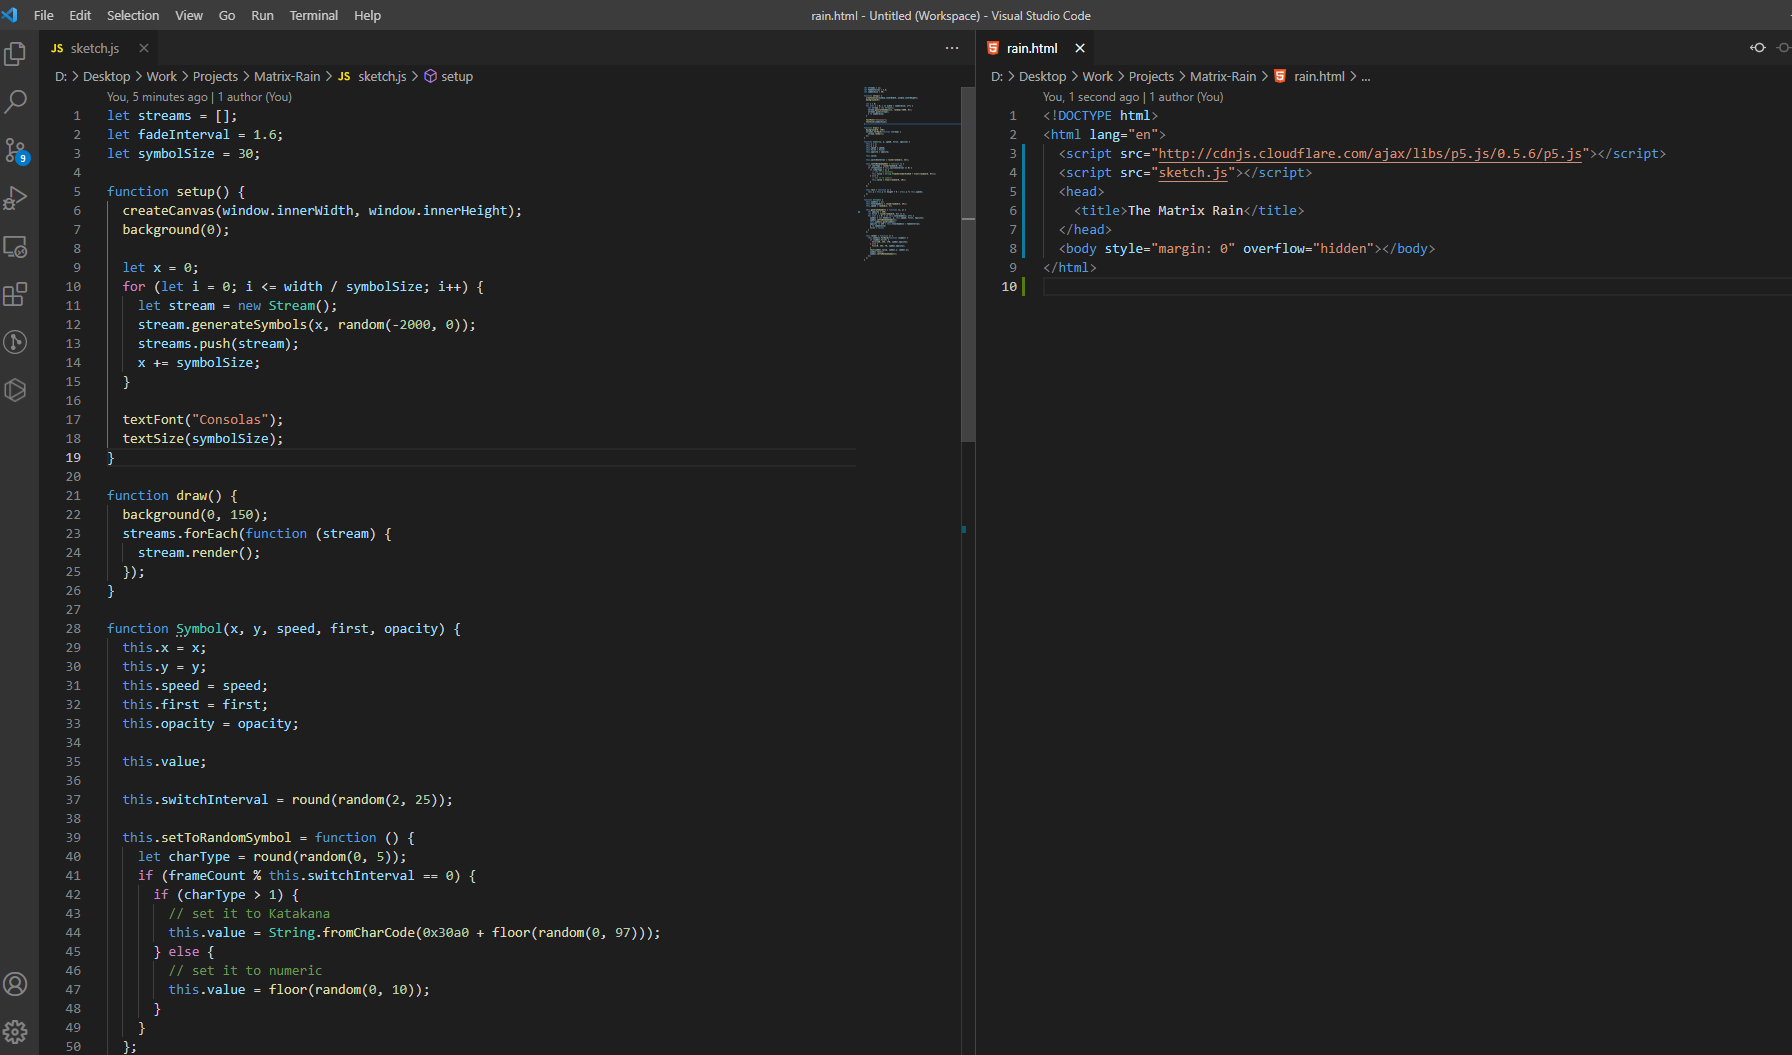 File Edit Selection View Go Run Terminal Help
rain.html - Untitled (Workspace) - Visual Studio Code
JS sketch.js
D: > Desktop > Work > Projects > Matrix-Rain > JS sketch.js > setup
You, 5 minutes ago | 1 author (You)
1 let streams = [];
2 let fadeInterval = 1.6;
3 let symbolSize = 30;
4
5 function setup() {
6 createCanvas(window.innerWidth, window.innerHeight);
7 background(0);
8
9 let x = 0;
10 for (let i = 0; i <= width / symbolSize; i++) {
11 let stream = new Stream();
12 stream.generateSymbols(x, random(-2000, 0));
13 streams.push(stream);
14 x += symbolSize;
15 }
16
17 textFont("Consolas");
18 textSize(symbolSize);
19 }
20
21 function draw() {
22 background(0, 150);
23 streams.forEach(function (stream) {
24 stream.render();
25 });
26 }
27
28 function Symbol(x, y, speed, first, opacity) {
29 this.x = x;
30 this.y = y;
31 this.speed = speed;
32 this.first = first;
33 this.opacity = opacity;
34
35 this.value;
36
37 this.switchInterval = round(random(2, 25));
38
39 this.setToRandomSymbol = function () {
40 let charType = round(random(0, 5));
41 if (frameCount % this.switchInterval == 0) {
42 if (charType > 1) {
43 // set it to Katakana
44 this.value = String.fromCharCode(0x30a0 + floor(random(0, 97)));
45 } else {
46 // set it to numeric
47 this.value = floor(random(0, 10));
48 }
49 }
50 };
9
rain.html
D: > Desktop > Work > Projects > Matrix-Rain > rain.html > ...
You, 1 second ago | 1 author (You)
1 <!DOCTYPE html>
2 <html lang="en">
3 <script src="http://cdnjs.cloudflare.com/ajax/libs/p5.js/0.5.6/p5.js"></script>
4 <script src="sketch.js"></script>
5 <head>
6 <title>The Matrix Rain</title>
7 </head>
8 <body style="margin: 0" overflow="hidden"></body>
9 </html>
10